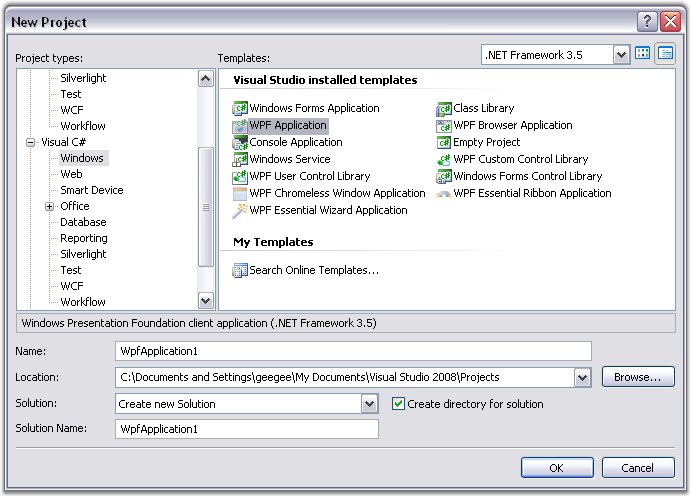 New Project
Project types:
Templates:
.NET Framework 3.5
Silverlight
Test
WCF
Workflow
Visual C#
Windows
Web
Smart Device
Office
Database
Reporting
Silverlight
Test
WCF
Workflow
Visual Studio installed templates
Windows Forms Application
Class Library
WPF Application
WPF Browser Application
Console Application
Empty Project
Windows Service
WPF Custom Control Library
WPF User Control Library
Windows Forms Control Library
WPF Chromeless Window Application
WPF Essential Ribbon Application
WPF Essential Wizard Application
My Templates
Search Online Templates...
Windows Presentation Foundation client application (.NET Framework 3.5)
Name:
WpfApplication1
Location:
C:\Documents and Settings\geegee\My Documents\Visual Studio 2008\Projects
Browse...
Solution:
Create new Solution
Create directory for solution
Solution Name:
WpfApplication1
OK
Cancel